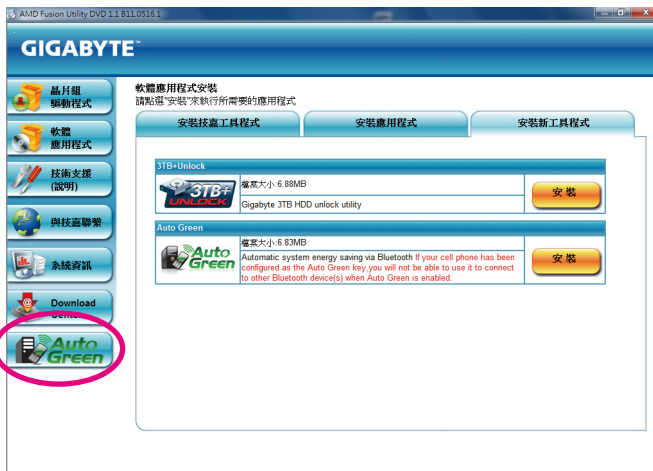 AMD Fusion Utility DVD 1.1 B11.0516.1
GIGABYTE™
晶片組
驅動程式
軟體
應用程式
技術支援
(說明)
與技嘉聯繫
系統資訊
Download
Center
Auto
Green
軟體應用程式安裝
請點選"安裝"來執行所需要的應用程式
安裝技嘉工具程式
安裝應用程式
安裝新工具程式
3TB+Unlock
3TB+
UNLOCK
檔案大小:6.88MB
Gigabyte 3TB HDD unlock utility
安裝
Auto Green
Auto
Green
檔案大小:6.83MB
Automatic system energy saving via Bluetooth If your cell phone has been
configured as the Auto Green key,you will not be able to use it to connect
to other Bluetooth device(s) when Auto Green is enabled.
安裝